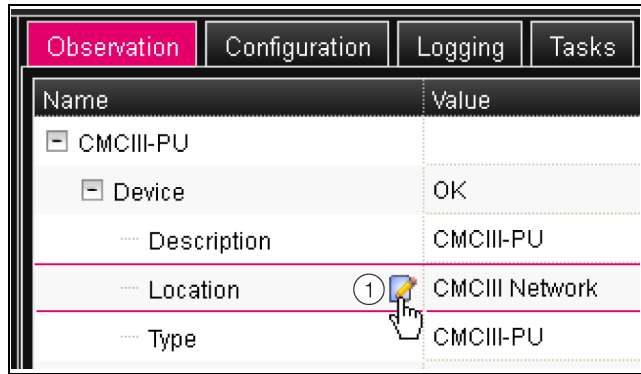 Observation Configuration Logging Tasks
Name Value
CMCIII-PU
Device OK
Description CMCIII-PU
Location 1 CMCIII Network
Type CMCIII-PU